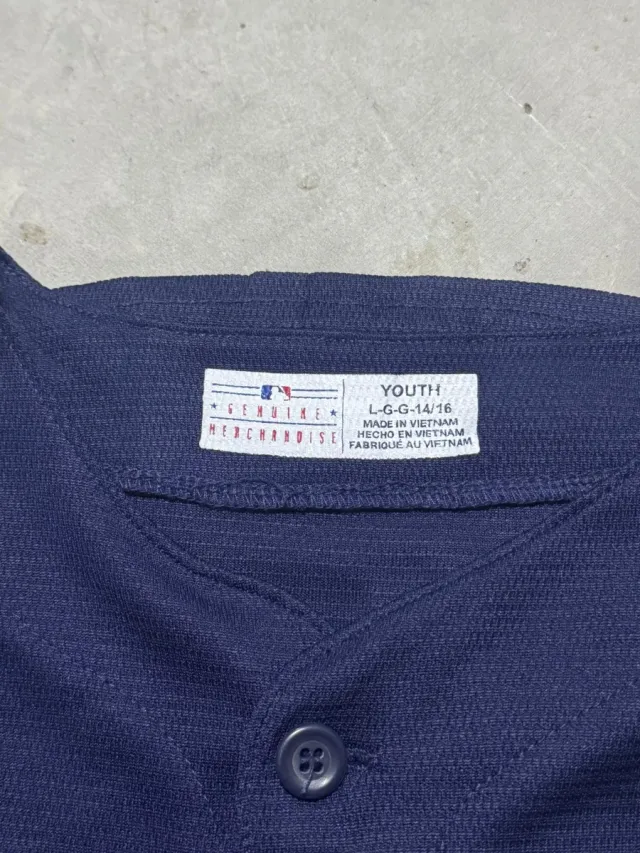 GENUINE
MERCHANDISE
YOUTH
L-G-G-14/16
MADE IN VIETNAM
HECHO EN VIETNAM
FABRIQUÉ AU VIETNAM